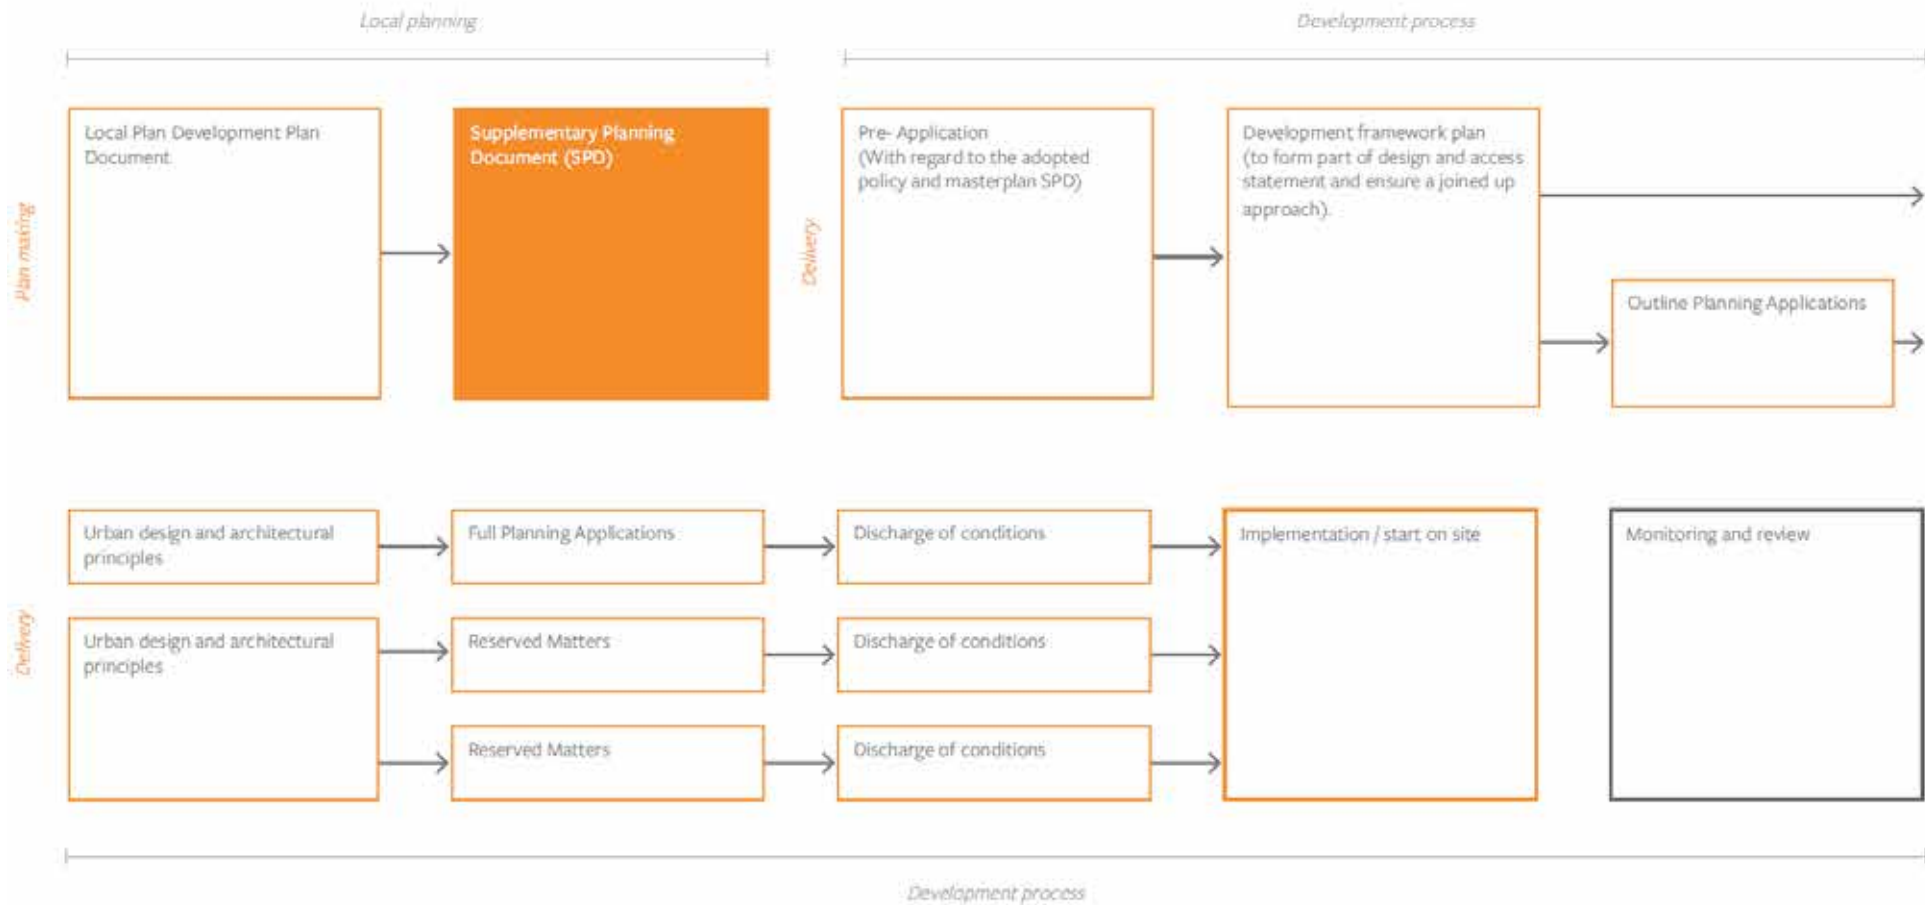 Local planning
Development process
Plan making
Local Plan Development Plan
Document
Supplementary Planning
Document (SPD)
Delivery
Pre- Application
(With regard to the adopted
policy and masterplan SPD)
Development framework plan
(to form part of design and access
statement and ensure a joined up
approach).
Outline Planning Applications
Delivery
Urban design and architectural
principles
Full Planning Applications
Discharge of conditions
Implementation / start on site
Monitoring and review
Urban design and architectural
principles
Reserved Matters
Discharge of conditions
Reserved Matters
Discharge of conditions
Development process